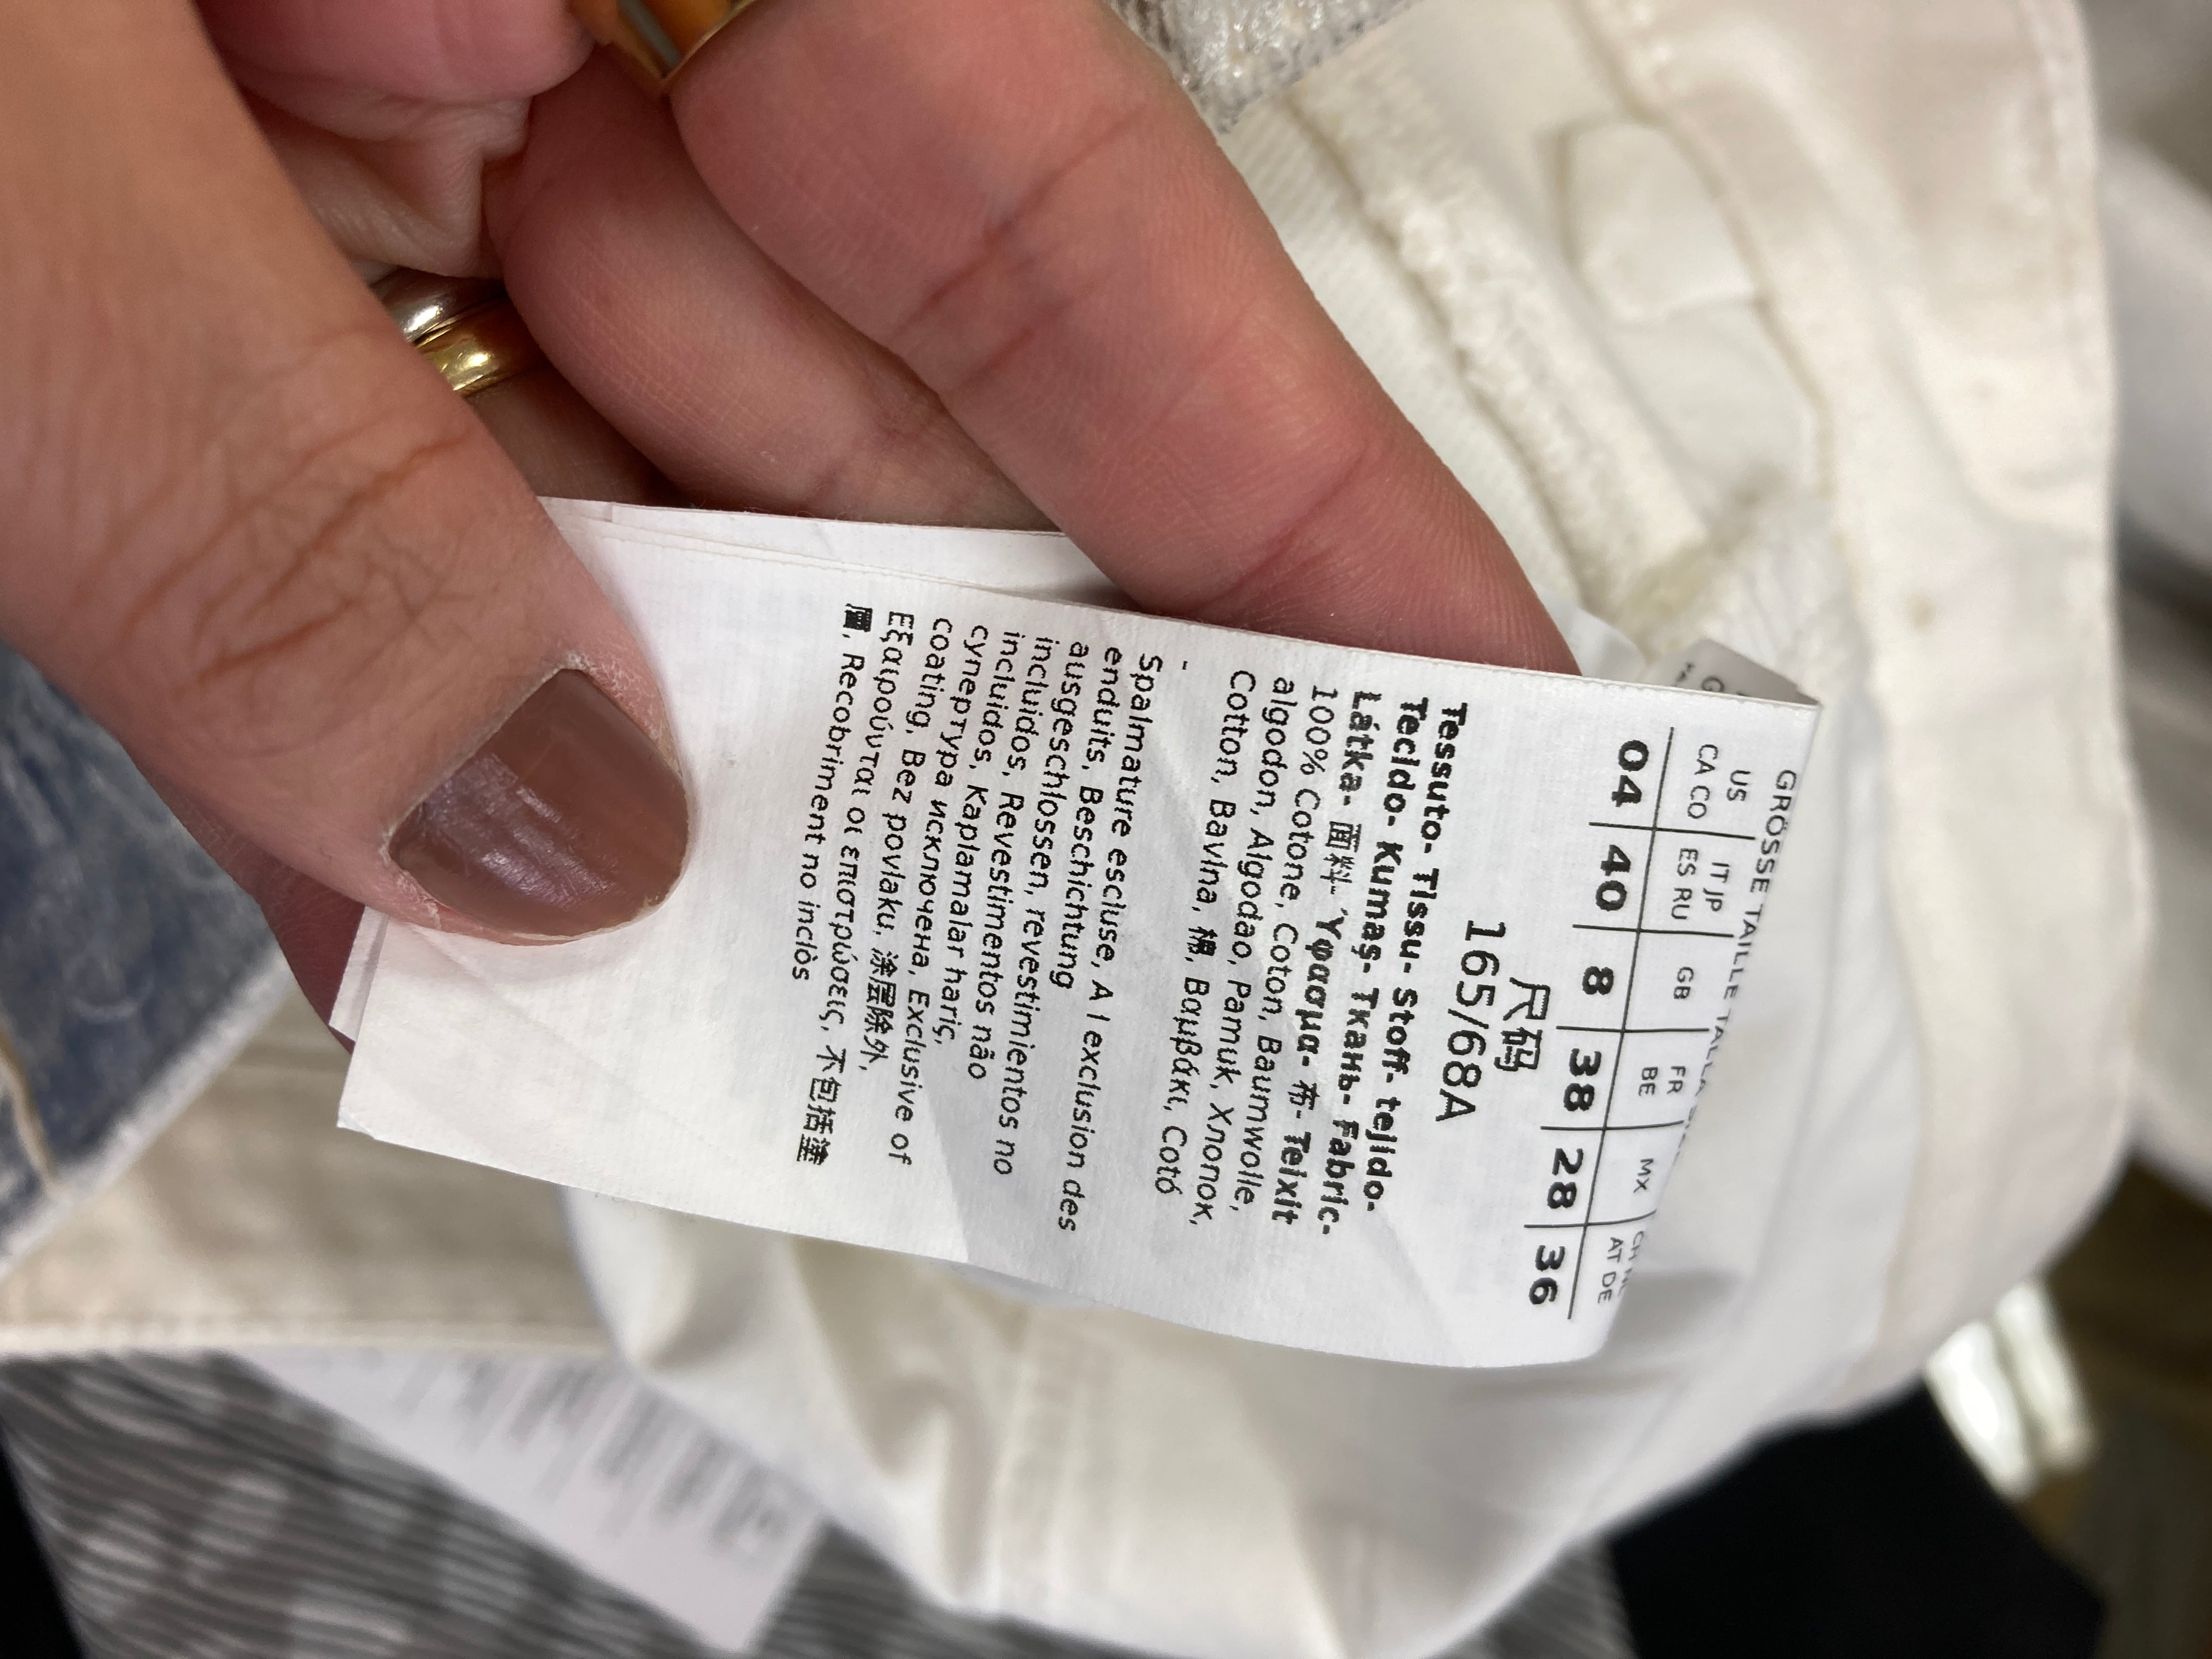 GRÖSSE TAILLE TALLA
US IT JP GB FR MX CH
CA CO ES RU BE AT DE
04 40 8 38 28 36
尺码
165/68A
Tessuto- Tissu- Stoff- tejido-
Tecido- Kumaş- Ткань- Fabric-
Látka- 面料- Ύφασμα- 布- Teixit
100% Cotone, Coton, Baumwolle,
algodon, Algodao, Pamuk, Хлопок,
Cotton, Bavlna, 棉, Βαμβάκι, Cotó
-
Spalmature escluse, A l exclusion des
enduits, Beschichtung
ausgeschlossen, revestimientos no
incluidos, Revestimentos não
incluidos, Kaplamalar hariç,
супертура исключена, Exclusive of
coating, Bez povlaku, 涂层除外,
Εξαιρούνται οι επιστρώσεις, 不包括塗
層, Recobriment no inclòs